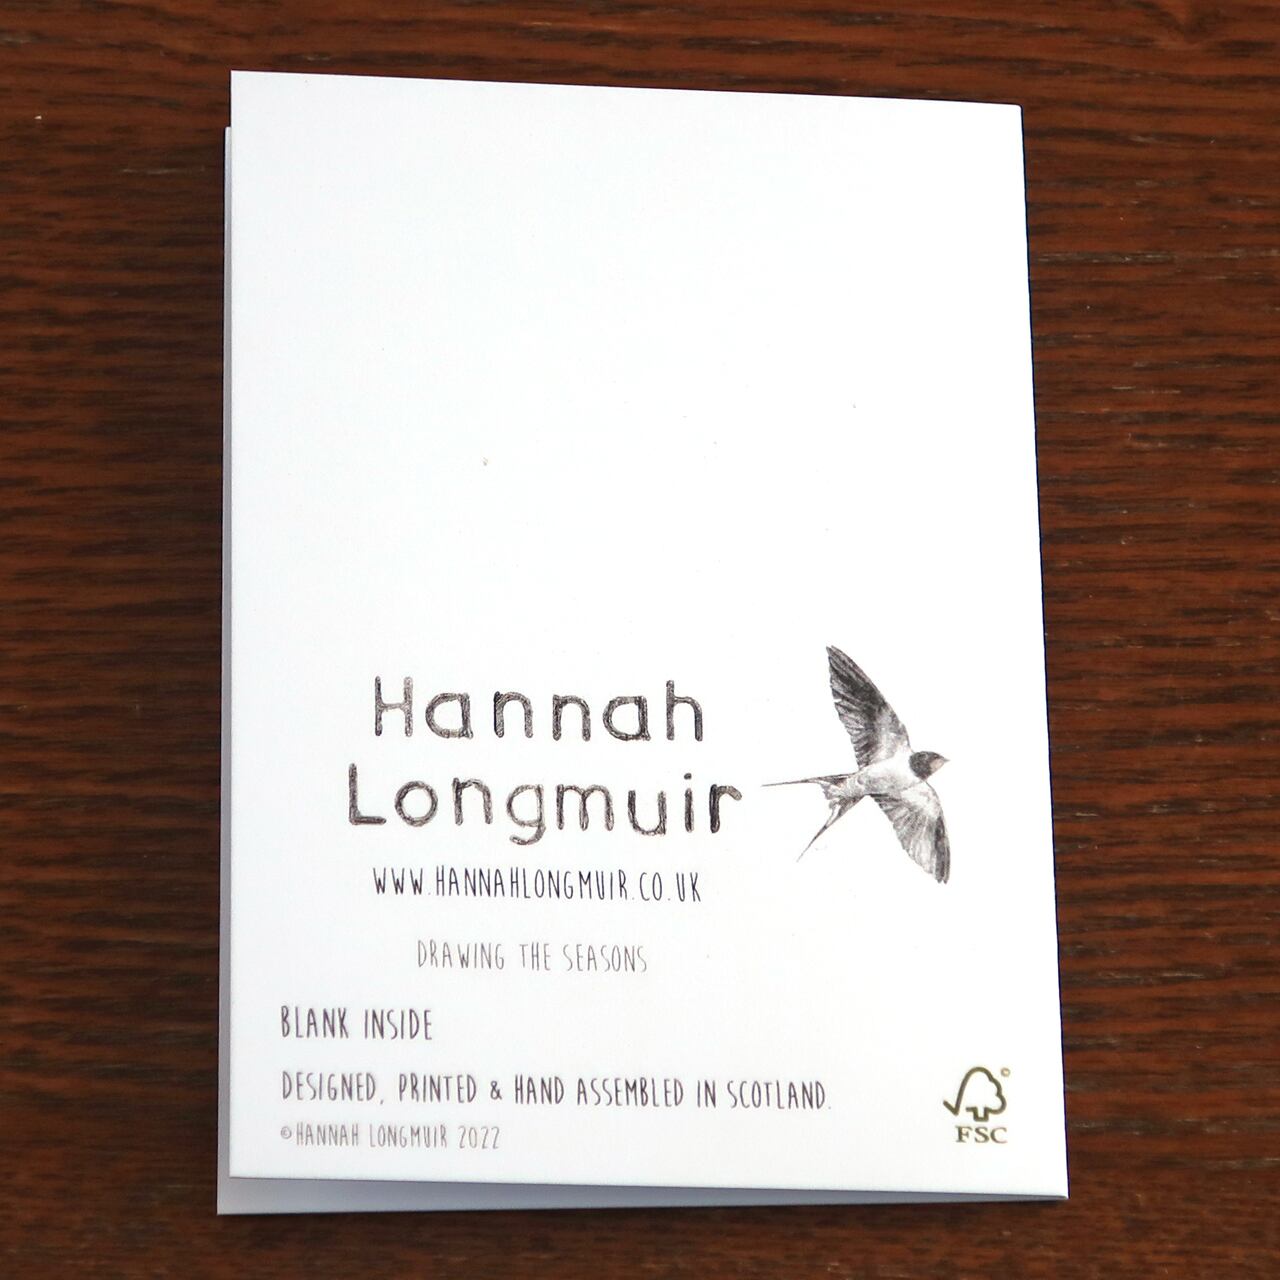 Hannah
Longmuir
WWW.HANNAHLONGMUIR.CO.UK
DRAWING THE SEASONS
BLANK INSIDE
DESIGNED, PRINTED & HAND ASSEMBLED IN SCOTLAND.
©HANNAH LONGMUIR 2022
©
FSC